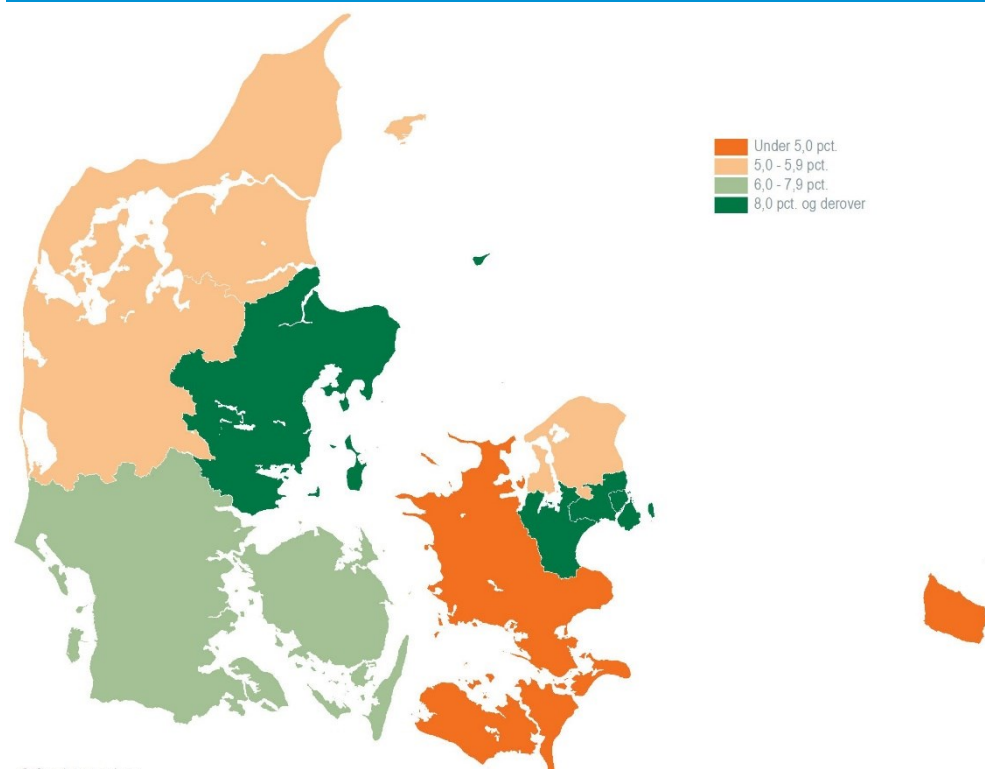 Under 5,0 pct.
5,0 - 5,9 pct.
6,0 - 7,9 pct.
8,0 pct. og derover